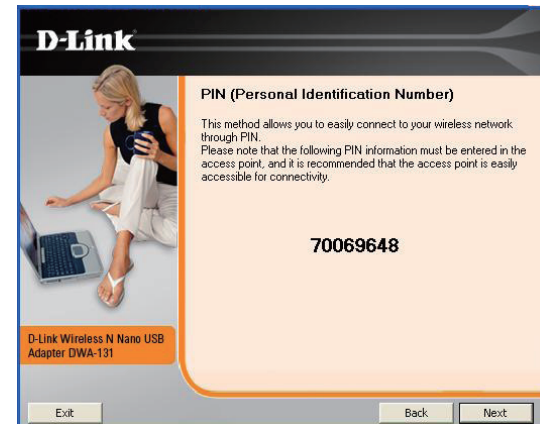 D-Link
PIN (Personal Identification Number)
This method allows you to easily connect to your wireless network
through PIN.
Please note that the following PIN information must be entered in the
access point, and it is recommended that the access point is easily
accessible for connectivity.
70069648
D-Link Wireless N Nano USB
Adapter DWA-131
Exit
Back
Next